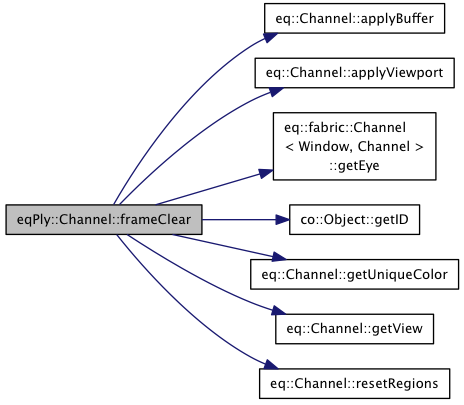 eq::Channel::applyBuffer
eq::Channel::applyViewport
eq::fabric::Channel
< Window, Channel >
::getEye
eqPly::Channel::frameClear
co::Object::getID
eq::Channel::getUniqueColor
eq::Channel::getView
eq::Channel::resetRegions